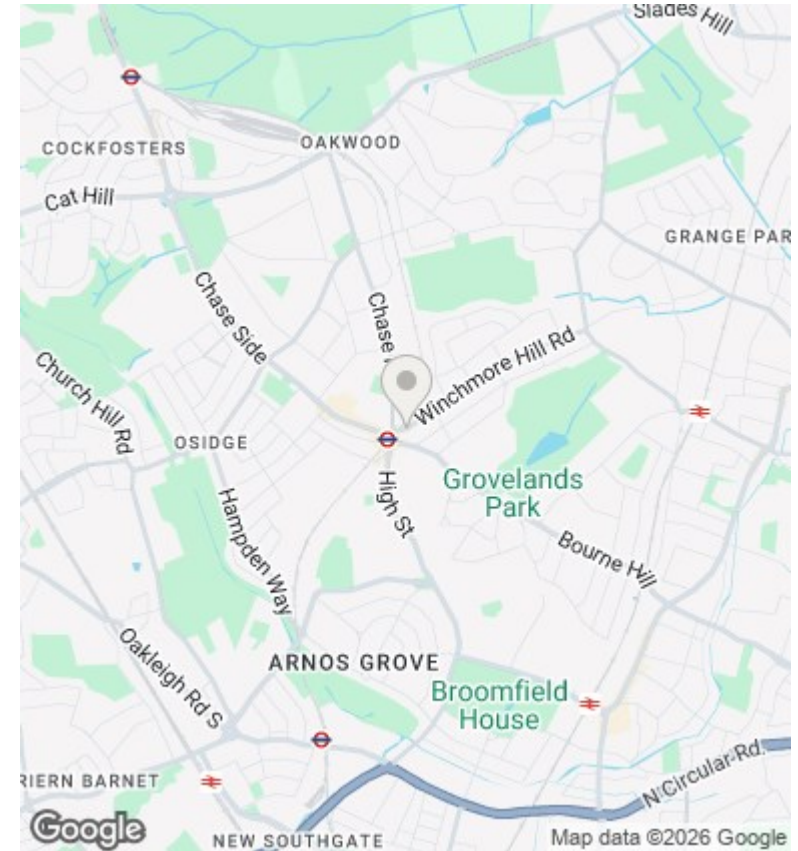 Slades Hill
COCKFOSTERS
OAKWOOD
Cat Hill
GRANGE PAR
Chase Side
Chase
Winchmore Hill Rd
Church Hill Rd
OSIDGE
Grovelands
Park
High St
Hampden Way
Bourne Hill
Oakleigh Rd S
ARNOS GROVE
Broomfield
House
RIERN BARNET
N Circular Rd.
Google
NEW SOUTHGATE
Map data ©2026 Google